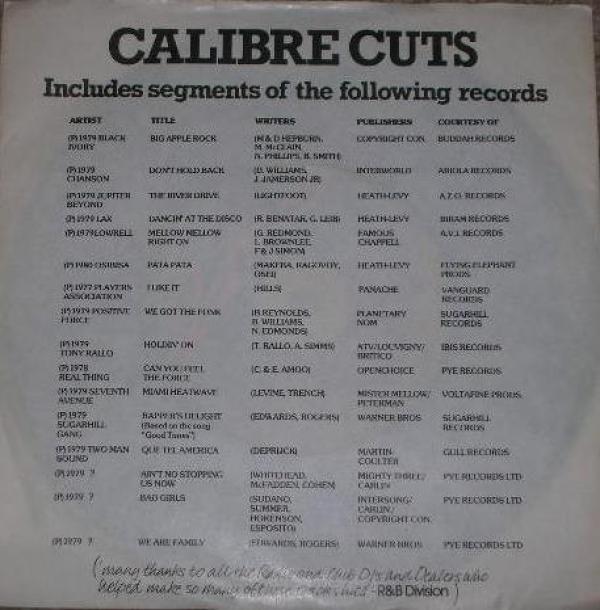 CALIBRE CUTS
Includes segments of the following records
ARTIST TITLE WRITERS PUBLISHERS COURTESY OF
(P) 1979 BLACK BIG APPLE ROCK (M & D HEPBURN, COPYRIGHT CON. BUDDAH RECORDS
IVORY M. McCLAIN,
N. PHILLIPS, B. SMITH)
(P) 1979 DON'T HOLD BACK (D. WILLIAMS, INTERWORLD ARIOLA RECORDS
CHANSON J. JAMERSON JR)
(P) 1979 JUPITER THE RIVER DRIVE (LIGHTFOOT) HEATH-LEVY A.Z.O. RECORDS
BEYOND
(P) 1979 LAX DANCIN' AT THE DISCO (R. BENATAR, G. LEIB) HEATH-LEVY BIRAM RECORDS
(P) 1979 LOWRELL MELLOW MELLOW (G. REDMOND, FAMOUS A.V.I. RECORDS
RIGHT ON L. BROWNLEE, CHAPPELL
F & J SIMON)
(P) 1980 OSIBISA PATA PATA (MAKEBA, RAGOVOY, HEATH-LEVY FLYING ELEPHANT
OSEI) PRODS.
(P) 1977 PLAYERS I LIKE IT (HILLS) PANACHE VANGUARD
ASSOCIATION RECORDS
(P) 1979 POSITIVE WE GOT THE FUNK (B REYNOLDS, PLANETARY SUGARHILL
FORCE B. WILLIAMS, NOM RECORDS
N. EDMONDS)
(P) 1979 HOLDIN' ON (T. RALLO, A. SIMMS) ATV/LOUVIGNY/ IBIS RECORDS
TONY RALLO BRITICO
(P) 1978 CAN YOU FEEL (C. & E. AMOO) OPENCHOICE PYE RECORDS
REAL THING THE FORCE
(P) 1979 SEVENTH MIAMI HEATWAVE (LEVINE, TRENCH) MISTER MELLOW/ VOLTAFINE PRODS.
AVENUE PETERMAN
(P) 1979 RAPPER'S DELIGHT (EDWARDS, ROGERS) WARNER BROS SUGARHILL
SUGARHILL (Based on the song RECORDS
GANG "Good Times")
(P) 1979 TWO MAN QUE TEL AMERICA (DEPRIJCK) MARTIN- GULL RECORDS
SOUND COULTER
(P) 1979 ? AIN'T NO STOPPING (WHITEHEAD, MIGHTY THREE/ PYE RECORDS LTD
US NOW McFADDEN, COHEN) CARLIN
(P) 1979 ? BAD GIRLS (SUDANO, INTERSONG/ PYE RECORDS LTD
SUMMER, CARLIN/
HOKENSON, COPYRIGHT CON.
ESPOSITO)
(P) 1979 ? WE ARE FAMILY (EDWARDS, ROGERS) WARNER BROS PYE RECORDS LTD
(many thanks to all the Radio and Club DJs and Dealers who
helped make so many of these records hits! - R&B Division)